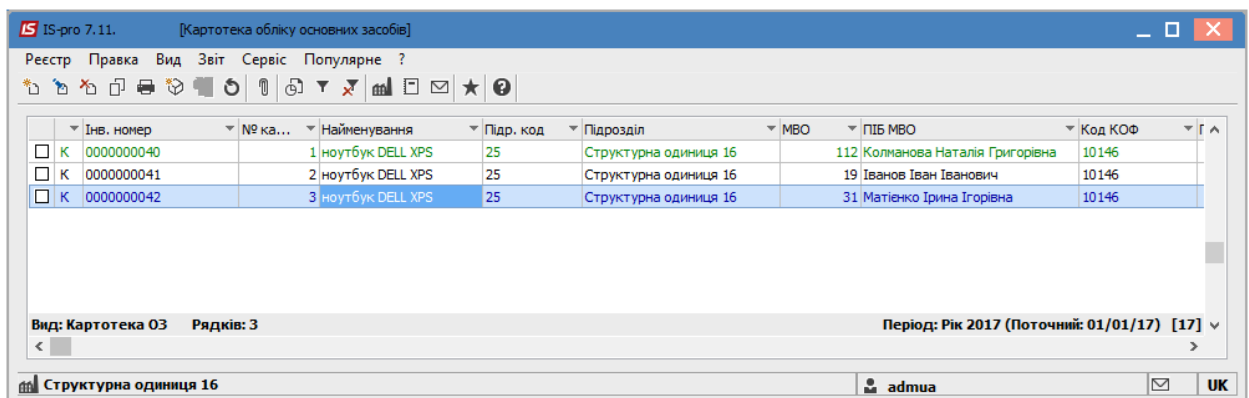 IS IS-pro 7.11. [Картотека обліку основних засобів]
Реєстр Правка Вид Звіт Сервіс Популярне ?
Інв. номер № ка... Найменування Підр. код Підрозділ МВО ПІБ МВО Код КОФ
К 0000000040 1 ноутбук DELL XPS 25 Структурна одиниця 16 112 Колманова Наталія Григорівна 10146
К 0000000041 2 ноутбук DELL XPS 25 Структурна одиниця 16 19 Іванов Іван Іванович 10146
К 0000000042 3 ноутбук DELL XPS 25 Структурна одиниця 16 31 Матієнко Ірина Ігорівна 10146
Вид: Картотека ОЗ Рядків: 3 Період: Рік 2017 (Поточний: 01/01/17) [17]
Структурна одиниця 16 admua UK